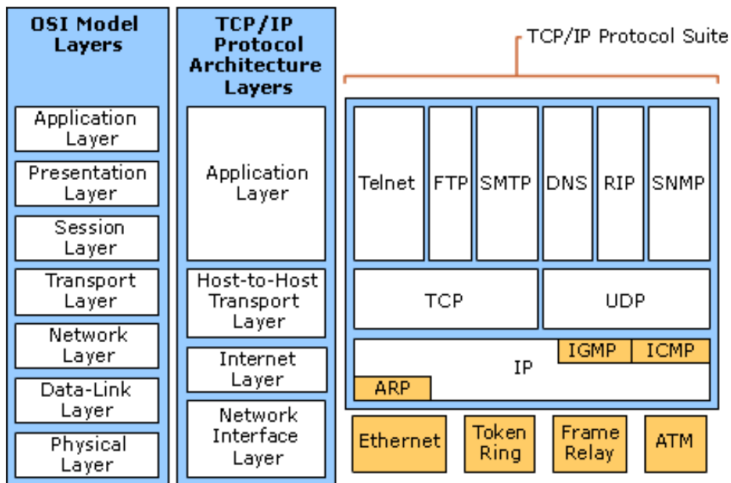 OSI Model
Layers
Application
Layer
Presentation
Layer
Session
Layer
Transport
Layer
Network
Layer
Data-Link
Layer
Physical
Layer
TCP/IP
Protocol
Architecture
Layers
Application
Layer
Host-to-Host
Transport
Layer
Internet
Layer
Network
Interface
Layer
TCP/IP Protocol Suite
Telnet
FTP
SMTP
DNS
RIP
SNMP
TCP
UDP
IP
IGMP
ICMP
ARP
Ethernet
Token
Ring
Frame
Relay
ATM